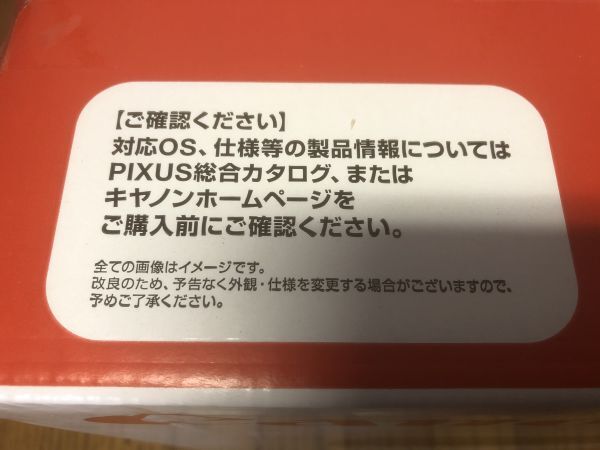 【ご確認ください】
対応OS、仕様等の製品情報については
PIXUS総合カタログ、または
キヤノンホームページを
ご購入前にご確認ください。
全ての画像はイメージです。
改良のため、予告なく外観・仕様を変更する場合がございますので、
予めご了承ください。